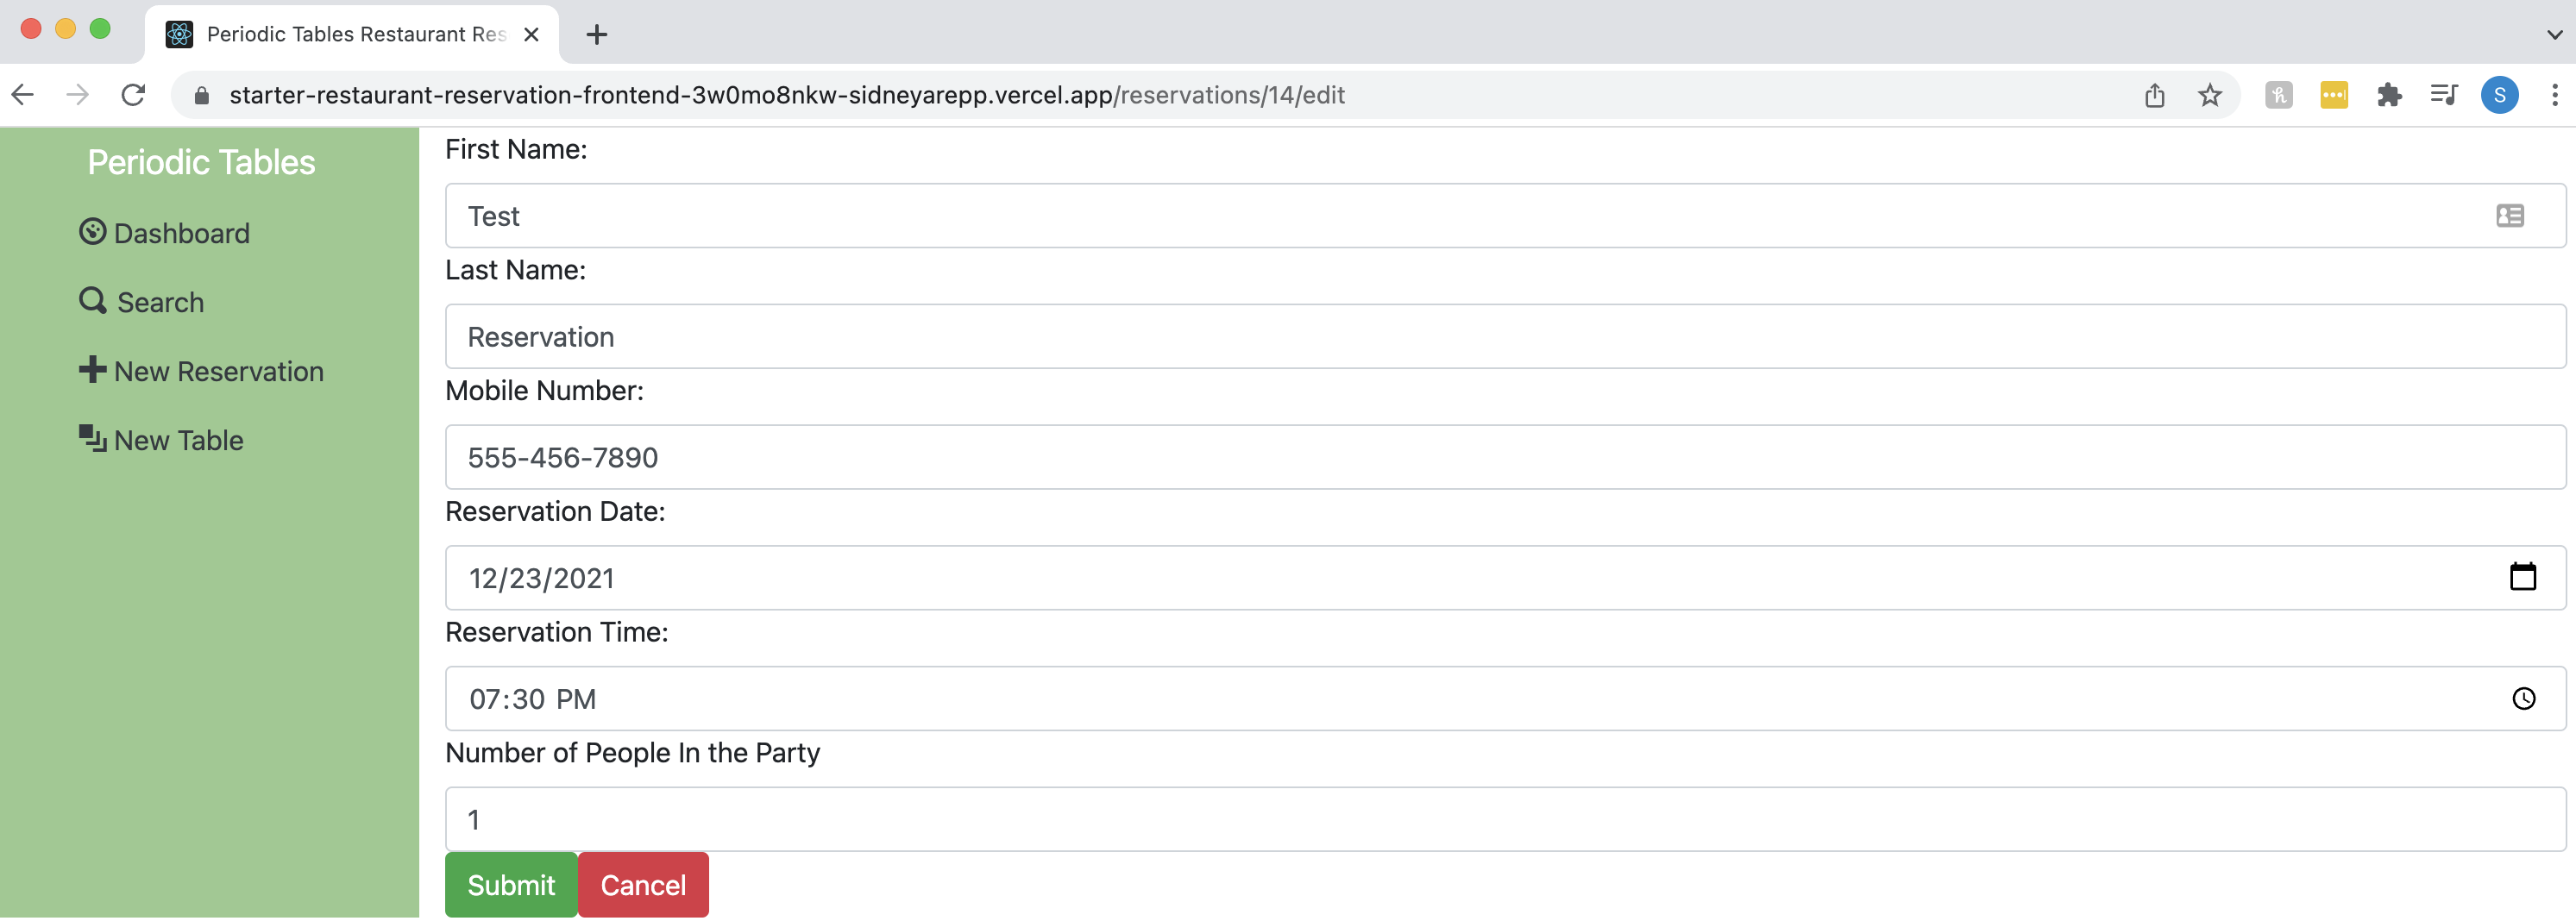 Periodic Tables Restaurant Res
starter-restaurant-reservation-frontend-3w0mo8nkw-sidneyarepp.vercel.app/reservations/14/edit
S
Periodic Tables
Dashboard
Search
New Reservation
New Table
First Name:
Test
Last Name:
Reservation
Mobile Number:
555-456-7890
Reservation Date:
12/23/2021
Reservation Time:
07:30 PM
Number of People In the Party
1
Submit Cancel